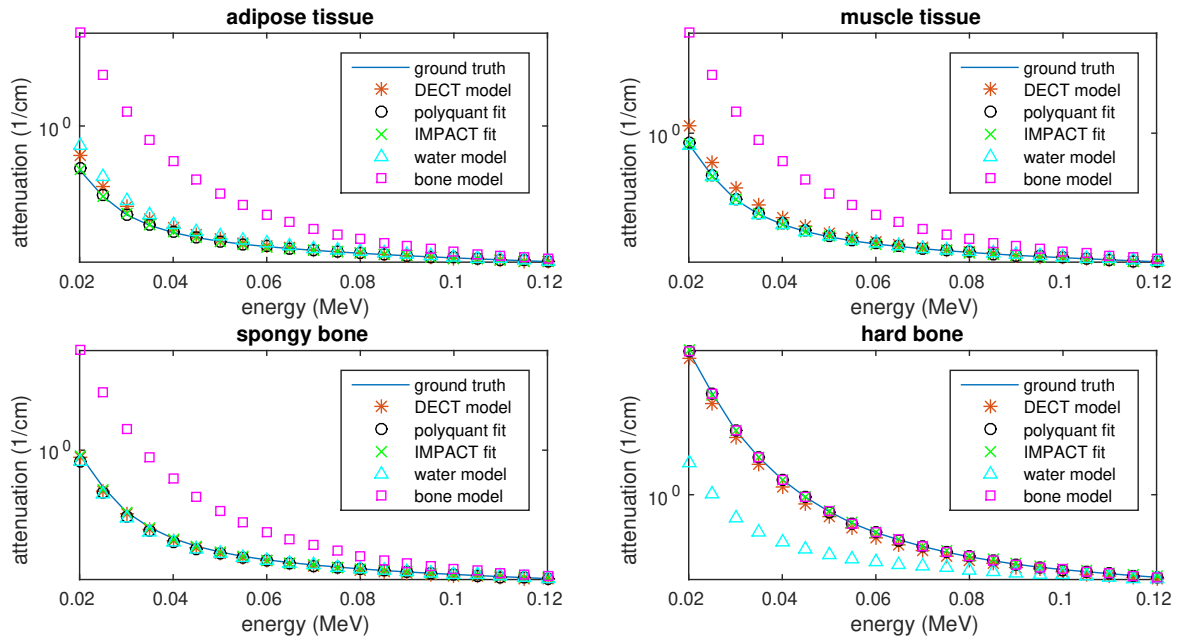 adipose tissue
attenuation (1/cm)
10^0
ground truth
DECT model
polyquant fit
IMPACT fit
water model
bone model
0.02 0.04 0.06 0.08 0.1 0.12
energy (MeV)
muscle tissue
attenuation (1/cm)
10^0
ground truth
DECT model
polyquant fit
IMPACT fit
water model
bone model
0.02 0.04 0.06 0.08 0.1 0.12
energy (MeV)
spongy bone
attenuation (1/cm)
10^0
ground truth
DECT model
polyquant fit
IMPACT fit
water model
bone model
0.02 0.04 0.06 0.08 0.1 0.12
energy (MeV)
hard bone
attenuation (1/cm)
10^0
ground truth
DECT model
polyquant fit
IMPACT fit
water model
bone model
0.02 0.04 0.06 0.08 0.1 0.12
energy (MeV)